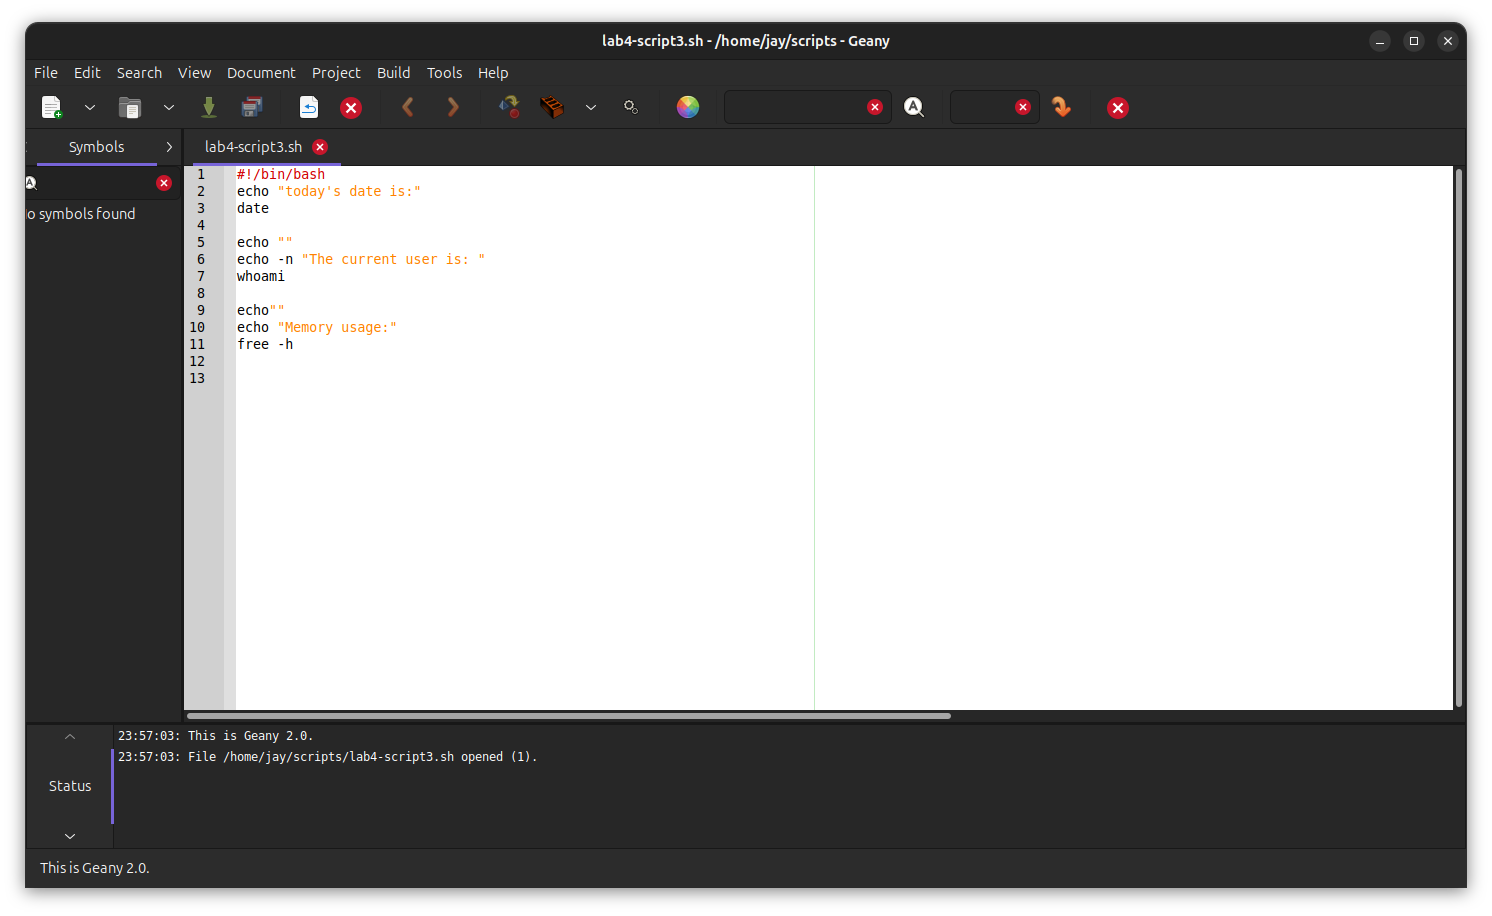 lab4-script3.sh - /home/jay/scripts - Geany
File Edit Search View Document Project Build Tools Help
Symbols
lab4-script3.sh
symbols found
1 #!/bin/bash
2 echo "today's date is:"
3 date
4
5 echo ""
6 echo -n "The current user is: "
7 whoami
8
9 echo""
10 echo "Memory usage:"
11 free -h
12
13
23:57:03: This is Geany 2.0.
23:57:03: File /home/jay/scripts/lab4-script3.sh opened (1).
Status
This is Geany 2.0.